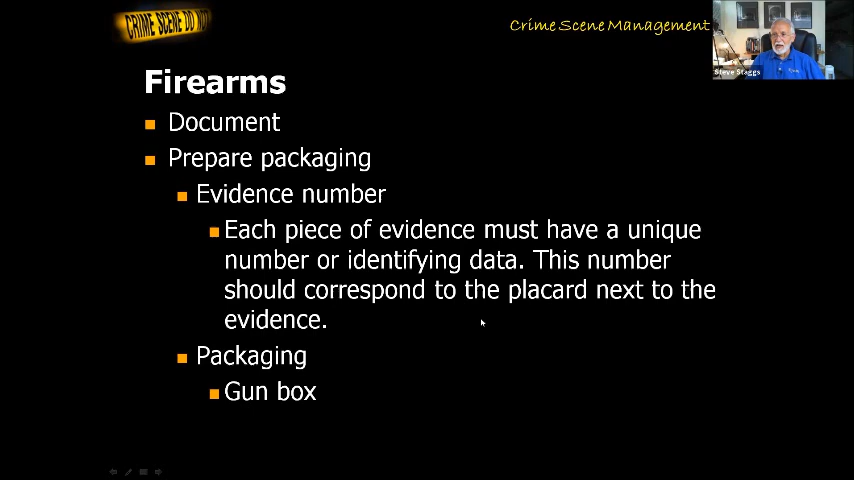 CRIME SCENE DO NOT
Crime Scene Management
Steve Staggs
Firearms
Document
Prepare packaging
Evidence number
Each piece of evidence must have a unique
number or identifying data. This number
should correspond to the placard next to the
evidence.
Packaging
Gun box